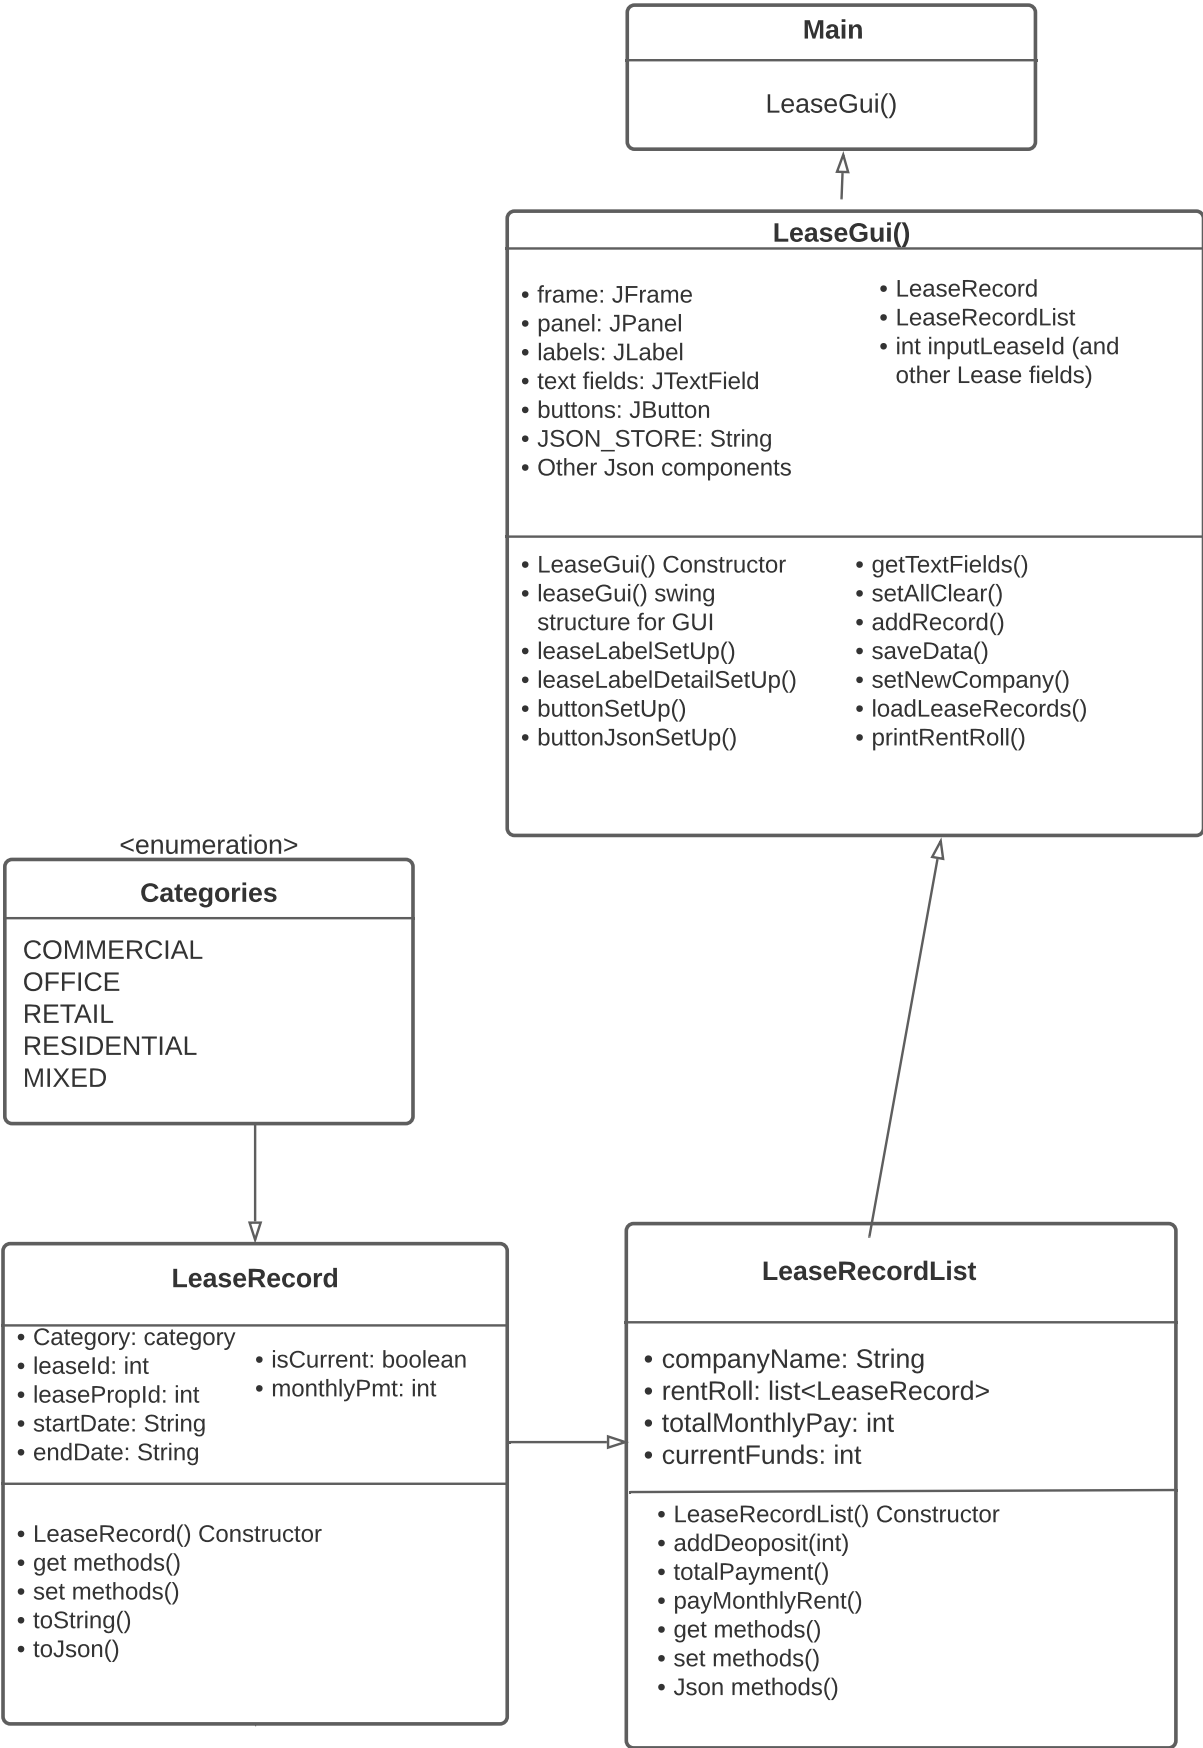 Main
LeaseGui()
LeaseGui()
• frame: JFrame
• panel: JPanel
• labels: JLabel
• text fields: JTextField
• buttons: JButton
• JSON_STORE: String
• Other Json components
• LeaseRecord
• LeaseRecordList
• int inputLeaseId (and
other Lease fields)
• LeaseGui() Constructor
• leaseGui() swing
structure for GUI
• leaseLabelSetUp()
• leaseLabelDetailSetUp()
• buttonSetUp()
• buttonJsonSetUp()
• getTextFields()
• setAllClear()
• addRecord()
• saveData()
• setNewCompany()
• loadLeaseRecords()
• printRentRoll()
<enumeration>
Categories
COMMERCIAL
OFFICE
RETAIL
RESIDENTIAL
MIXED
LeaseRecord
• Category: category
• leaseId: int
• leasePropId: int
• startDate: String
• endDate: String
• isCurrent: boolean
• monthlyPmt: int
• LeaseRecord() Constructor
• get methods()
• set methods()
• toString()
• toJson()
LeaseRecordList
• companyName: String
• rentRoll: list<LeaseRecord>
• totalMonthlyPay: int
• currentFunds: int
• LeaseRecordList() Constructor
• addDeoposit(int)
• totalPayment()
• payMonthlyRent()
• get methods()
• set methods()
• Json methods()